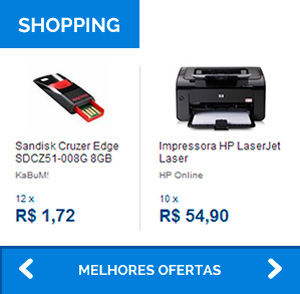 SHOPPING
Sandisk Cruzer Edge
SDCZ51-008G 8GB
KaBuM!
12 x
R$ 1,72
Impressora HP LaserJet
Laser
HP Online
10 x
R$ 54,90
MELHORES OFERTAS